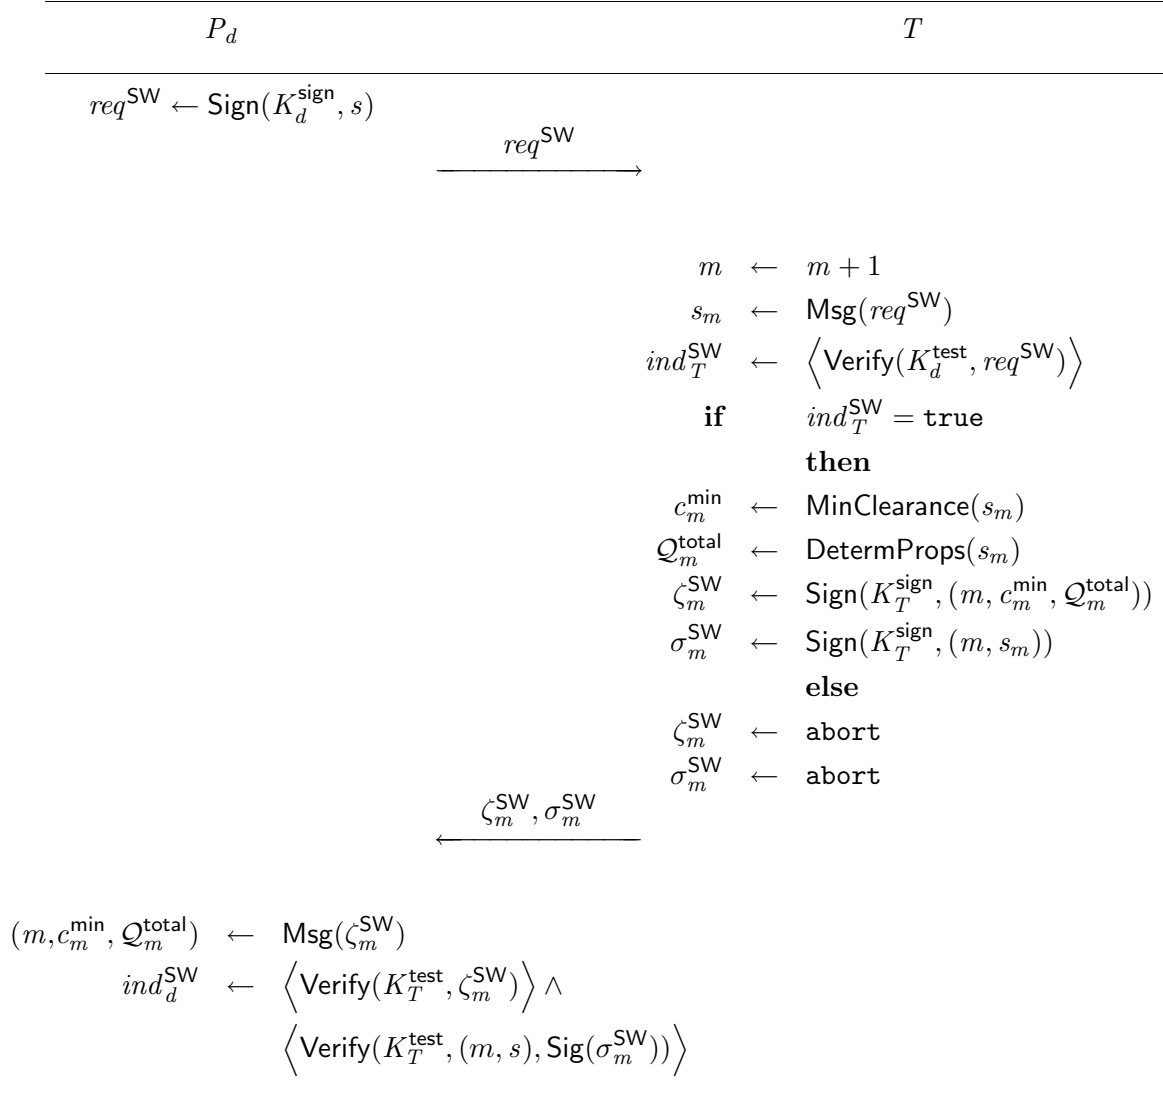 P_d T
req^SW ← Sign(K_d^sign, s)
req^SW
m ← m + 1
s_m ← Msg(req^SW)
ind_T^SW ← ⟨Verify(K_d^test, req^SW)⟩
if ind_T^SW = true
then
c_m^min ← MinClearance(s_m)
𝒬_m^total ← DetermProps(s_m)
ζ_m^SW ← Sign(K_T^sign, (m, c_m^min, 𝒬_m^total))
σ_m^SW ← Sign(K_T^sign, (m, s_m))
else
ζ_m^SW ← abort
σ_m^SW ← abort
ζ_m^SW, σ_m^SW
(m,c_m^min, 𝒬_m^total) ← Msg(ζ_m^SW)
ind_d^SW ← ⟨Verify(K_T^test, ζ_m^SW)⟩ ∧
⟨Verify(K_T^test, (m, s), Sig(σ_m^SW))⟩